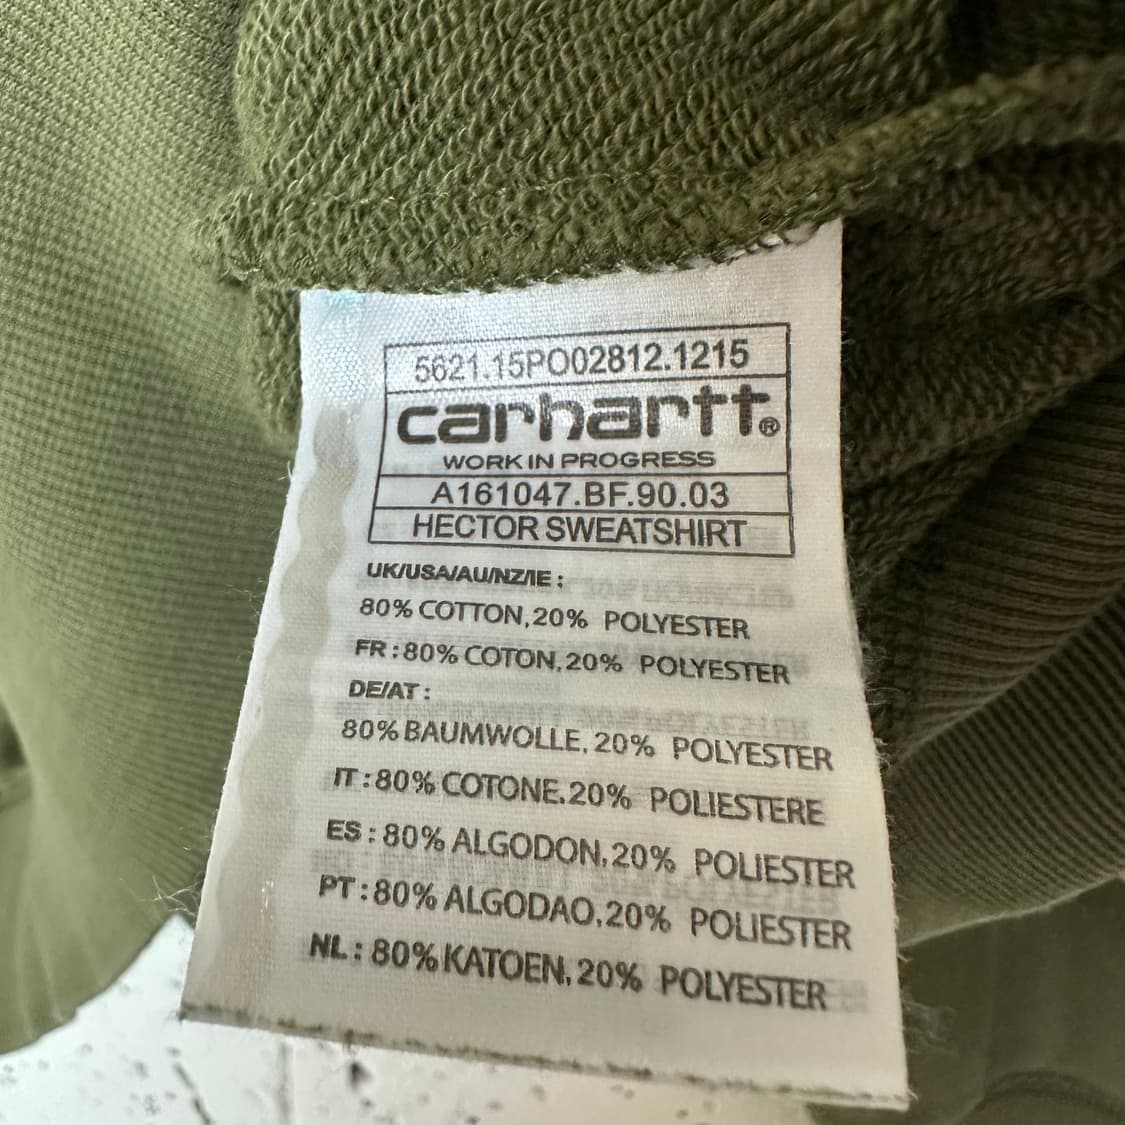 5621.15PO02812.1215
carhartt®
WORK IN PROGRESS
A161047.BF.90.03
HECTOR SWEATSHIRT
UK/USA/AU/NZ/IE :
80% COTTON,20% POLYESTER
FR : 80% COTON,20% POLYESTER
DE/AT :
80% BAUMWOLLE, 20% POLYESTER
IT : 80% COTONE.20% POLIESTERE
ES : 80% ALGODON,20% POLIESTER
PT : 80% ALGODAO.20% POLIESTER
NL : 80% KATOEN, 20% POLYESTER